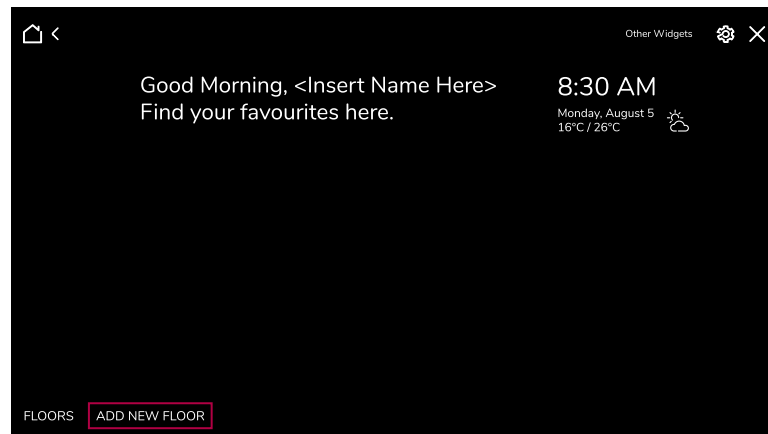 Other Widgets
Good Morning, <Insert Name Here>
Find your favourites here.
8:30 AM
Monday, August 5
16°C / 26°C
FLOORS
ADD NEW FLOOR